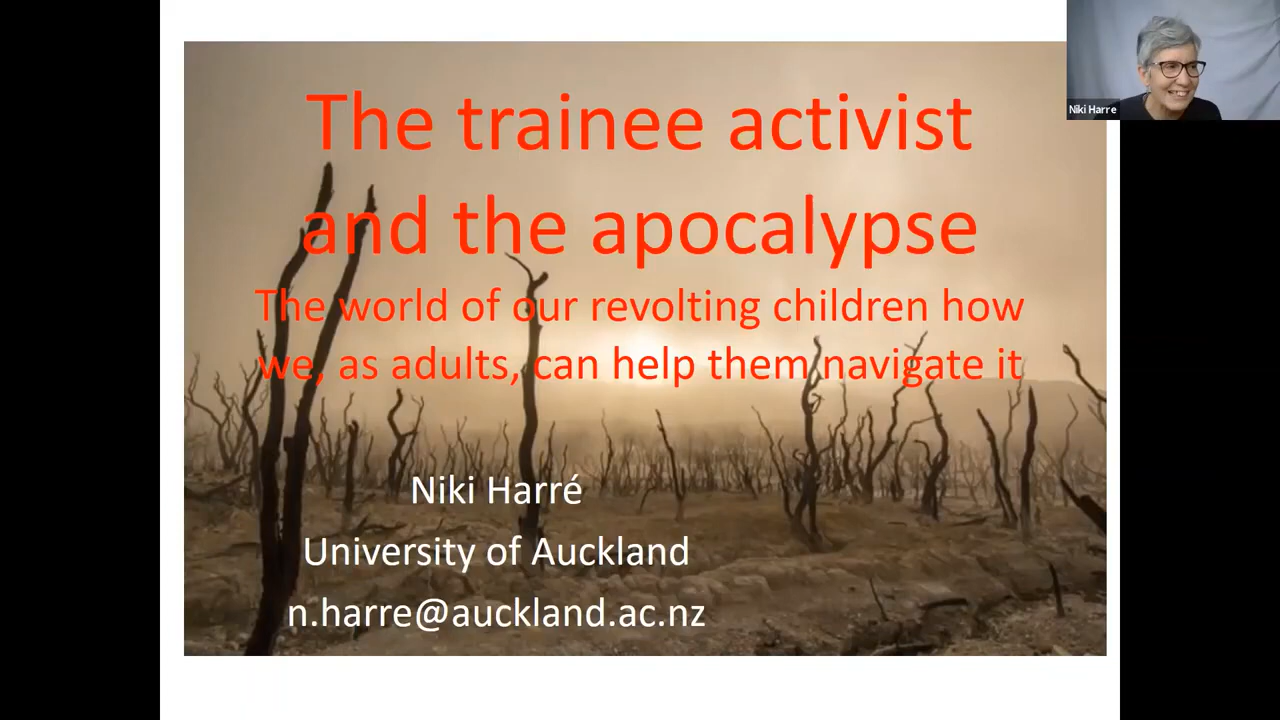 The trainee activist
and the apocalypse
The world of our revolting children how
we, as adults, can help them navigate it
Niki Harré
University of Auckland
n.harre@auckland.ac.nz
Niki Harre